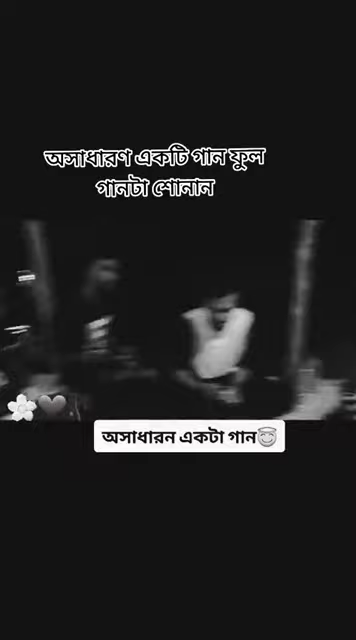 অসাধারণ একটি গান ফুল
গানটা শোনান
অসাধারন একটা গান😇